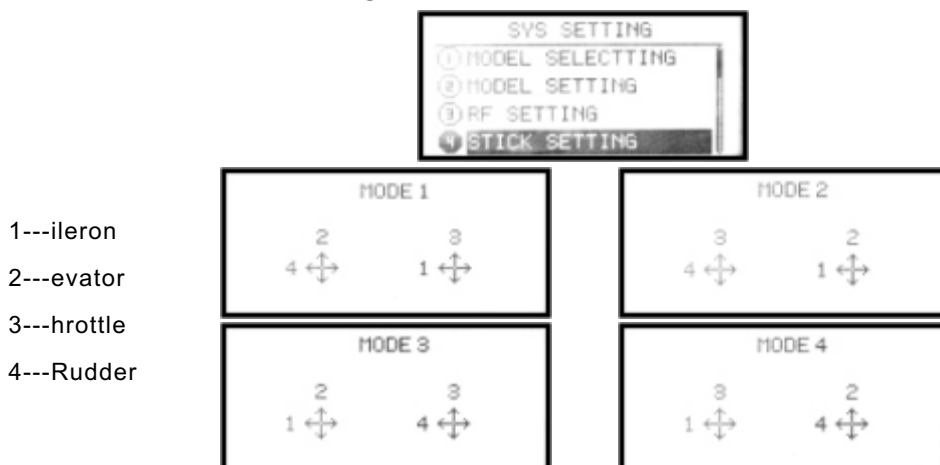 SYS SETTING
① MODEL SELECTTING
② MODEL SETTING
③ RF SETTING
④ STICK SETTING
1---ileron
2---evator
3---hrottle
4---Rudder
MODE 1
2 3
4 1
MODE 2
3 2
4 1
MODE 3
2 3
1 4
MODE 4
3 2
1 4